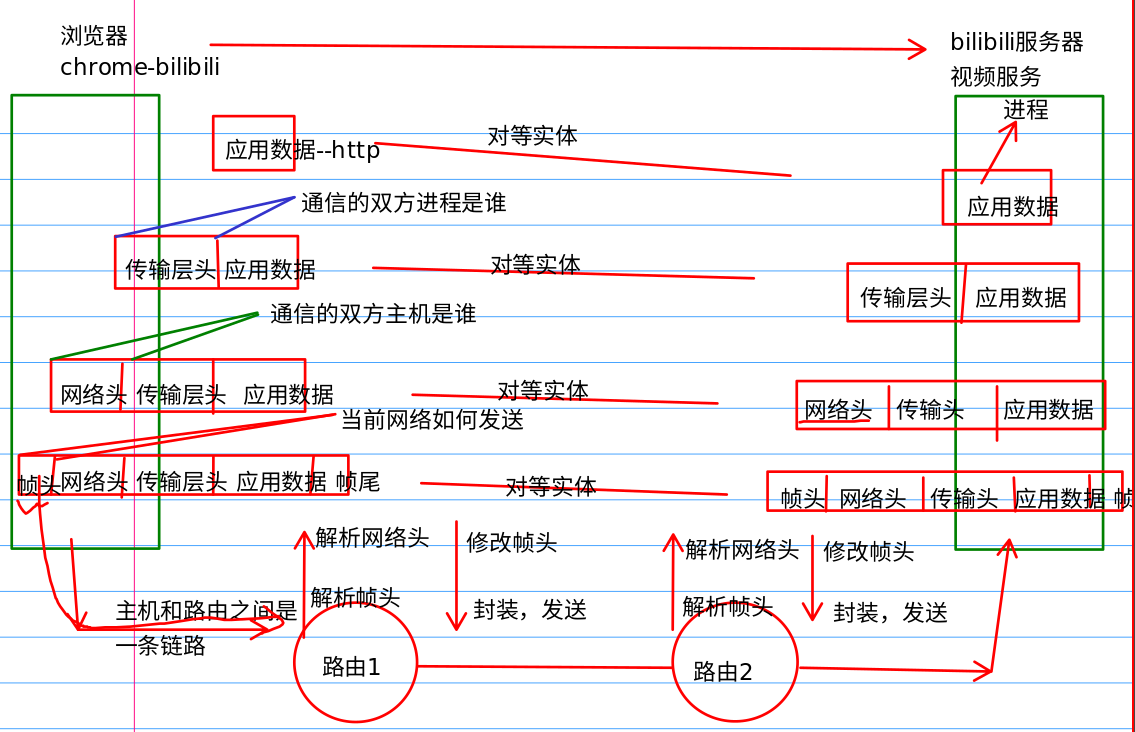 浏览器
chrome-bilibili
bilibili服务器
视频服务
进程
应用数据--http
对等实体
应用数据
通信的双方进程是谁
传输层头 应用数据
对等实体
传输层头 应用数据
通信的双方主机是谁
网络头 传输层头 应用数据
对等实体
网络头 传输头 应用数据
当前网络如何发送
帧头 网络头 传输层头 应用数据 帧尾
对等实体
帧头 网络头 传输头 应用数据 帧
解析网络头
修改帧头
解析网络头
修改帧头
解析帧头
封装，发送
解析帧头
封装，发送
主机和路由之间是
一条链路
路由1
路由2